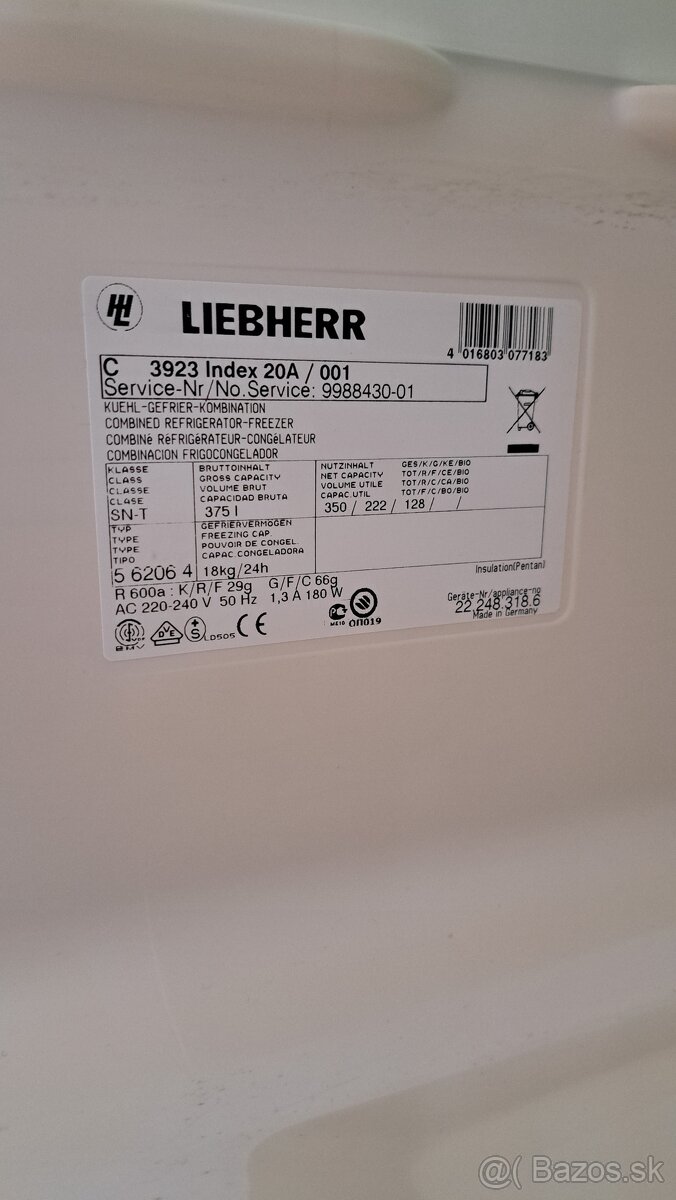 HL LIEBHERR
4 016803 077183
C 3923 Index 20A / 001
Service-Nr/No.Service: 9988430-01
KUEHL-GEFRIER-KOMBINATION
COMBINED REFRIGERATOR-FREEZER
COMBINé RéFRIGéRATEUR-CONGéLATEUR
COMBINACION FRIGOCONGELADOR
KLASSE BRUTTOINHALT NUTZINHALT GES/K/G/KE/BIO
CLASS GROSS CAPACITY NET CAPACITY TOT/R/F/CE/BIO
CLASSE VOLUME BRUT VOLUME UTILE TOT/R/C/CA/BIO
CLASE CAPACIDAD BRUTA CAPAC.UTIL TOT/F/C/BO/BIO
SN-T 375 l 350 / 222 / 128 / /
TYP GEFRIERVERMÖGEN
TYPE FREEZING CAP.
TYPE POUVOIR DE CONGEL.
TIPO CAPAC.CONGELADORA
5 6206 4 18kg/24h
Insulation(Pentan)
R 600a : K/R/F 29g G/F/C 66g
AC 220-240 V 50 Hz 1,3 A 180 W
Geräte-Nr/appliance-no
22.248.318.6
Made in Germany
DVE +S LD505 CE
ME10 ОП019
@( Bazos.sk